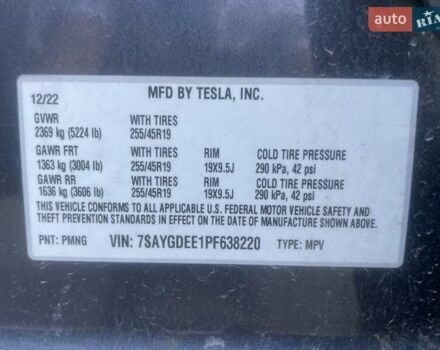 auto RIA
MFD BY TESLA, INC.
12/22
GVWR WITH TIRES
2369 kg (5224 lb) 255/45R19
GAWR FRT WITH TIRES RIM COLD TIRE PRESSURE
1363 kg (3004 lb) 255/45R19 19X9.5J 290 kPa, 42 psi
GAWR RR WITH TIRES RIM COLD TIRE PRESSURE
1636 kg (3606 lb) 255/45R19 19X9.5J 290 kPa, 42 psi
THIS VEHICLE CONFORMS TO ALL APPLICABLE U.S. FEDERAL MOTOR VEHICLE SAFETY AND
THEFT PREVENTION STANDARDS IN EFFECT ON THE DATE OF MANUFACTURE SHOWN ABOVE.
PNT: PMNG VIN: 7SAYGDEE1PF638220 TYPE: MPV